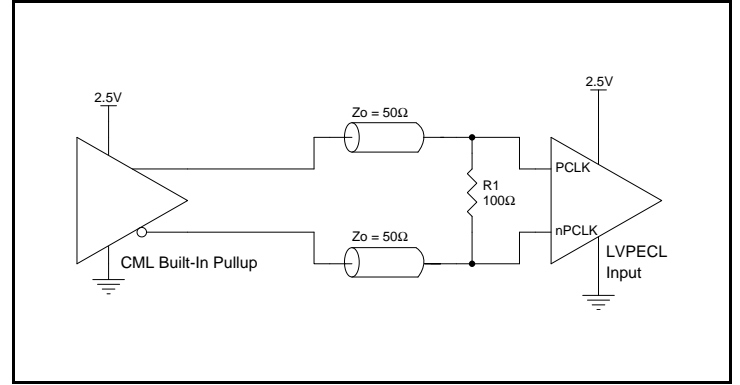 2.5V
2.5V
Zo = 50Ω
PCLK
R1
100Ω
nPCLK
Zo = 50Ω
CML Built-In Pullup
LVPECL
Input